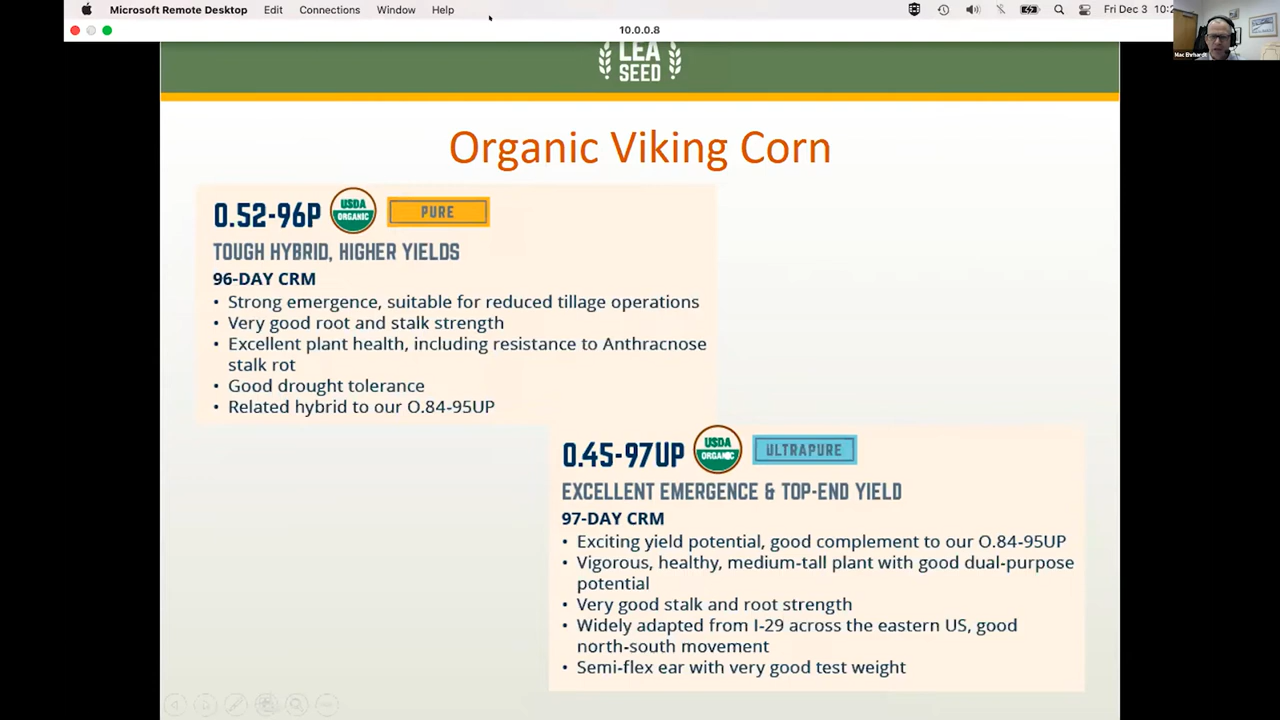 Microsoft Remote Desktop Edit Connections Window Help Fri Dec 3 10:2
10.0.0.8
Mac Ehrhardt
LEA
SEED
Organic Viking Corn
O.52-96P USDA ORGANIC PURE
TOUGH HYBRID, HIGHER YIELDS
96-DAY CRM
• Strong emergence, suitable for reduced tillage operations
• Very good root and stalk strength
• Excellent plant health, including resistance to Anthracnose
stalk rot
• Good drought tolerance
• Related hybrid to our O.84-95UP
O.45-97UP USDA ORGANIC ULTRAPURE
EXCELLENT EMERGENCE & TOP-END YIELD
97-DAY CRM
• Exciting yield potential, good complement to our O.84-95UP
• Vigorous, healthy, medium-tall plant with good dual-purpose
potential
• Very good stalk and root strength
• Widely adapted from I-29 across the eastern US, good
north-south movement
• Semi-flex ear with very good test weight